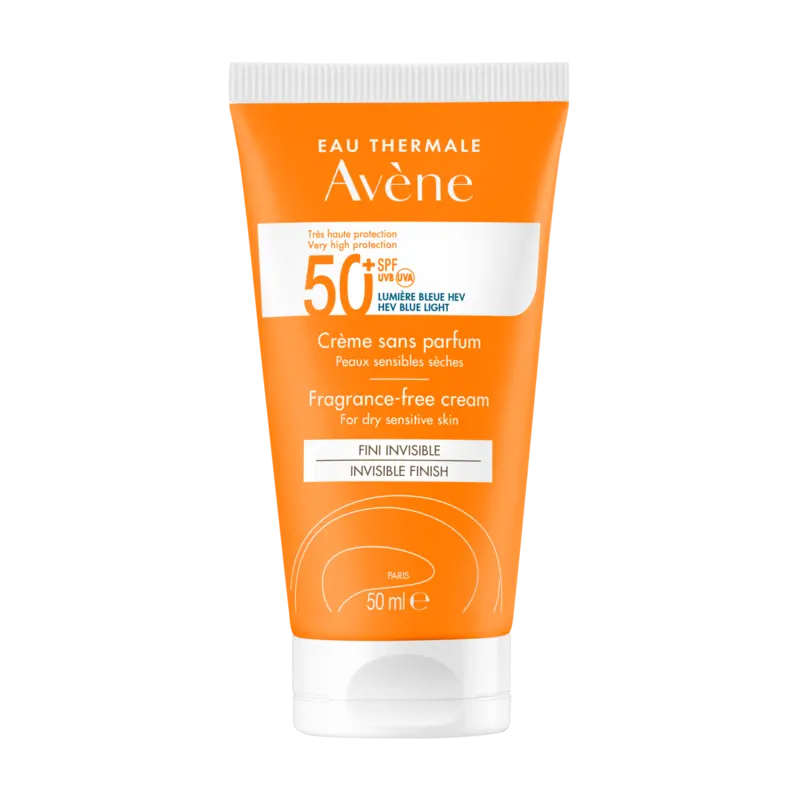 EAU THERMALE
Avène
Très haute protection
Very high protection
50+ SPF
UVB UVA
LUMIÈRE BLEUE HEV
HEV BLUE LIGHT
Crème sans parfum
Peaux sensibles sèches
Fragrance-free cream
For dry sensitive skin
FINI INVISIBLE
INVISIBLE FINISH
PARIS
50 ml ℮